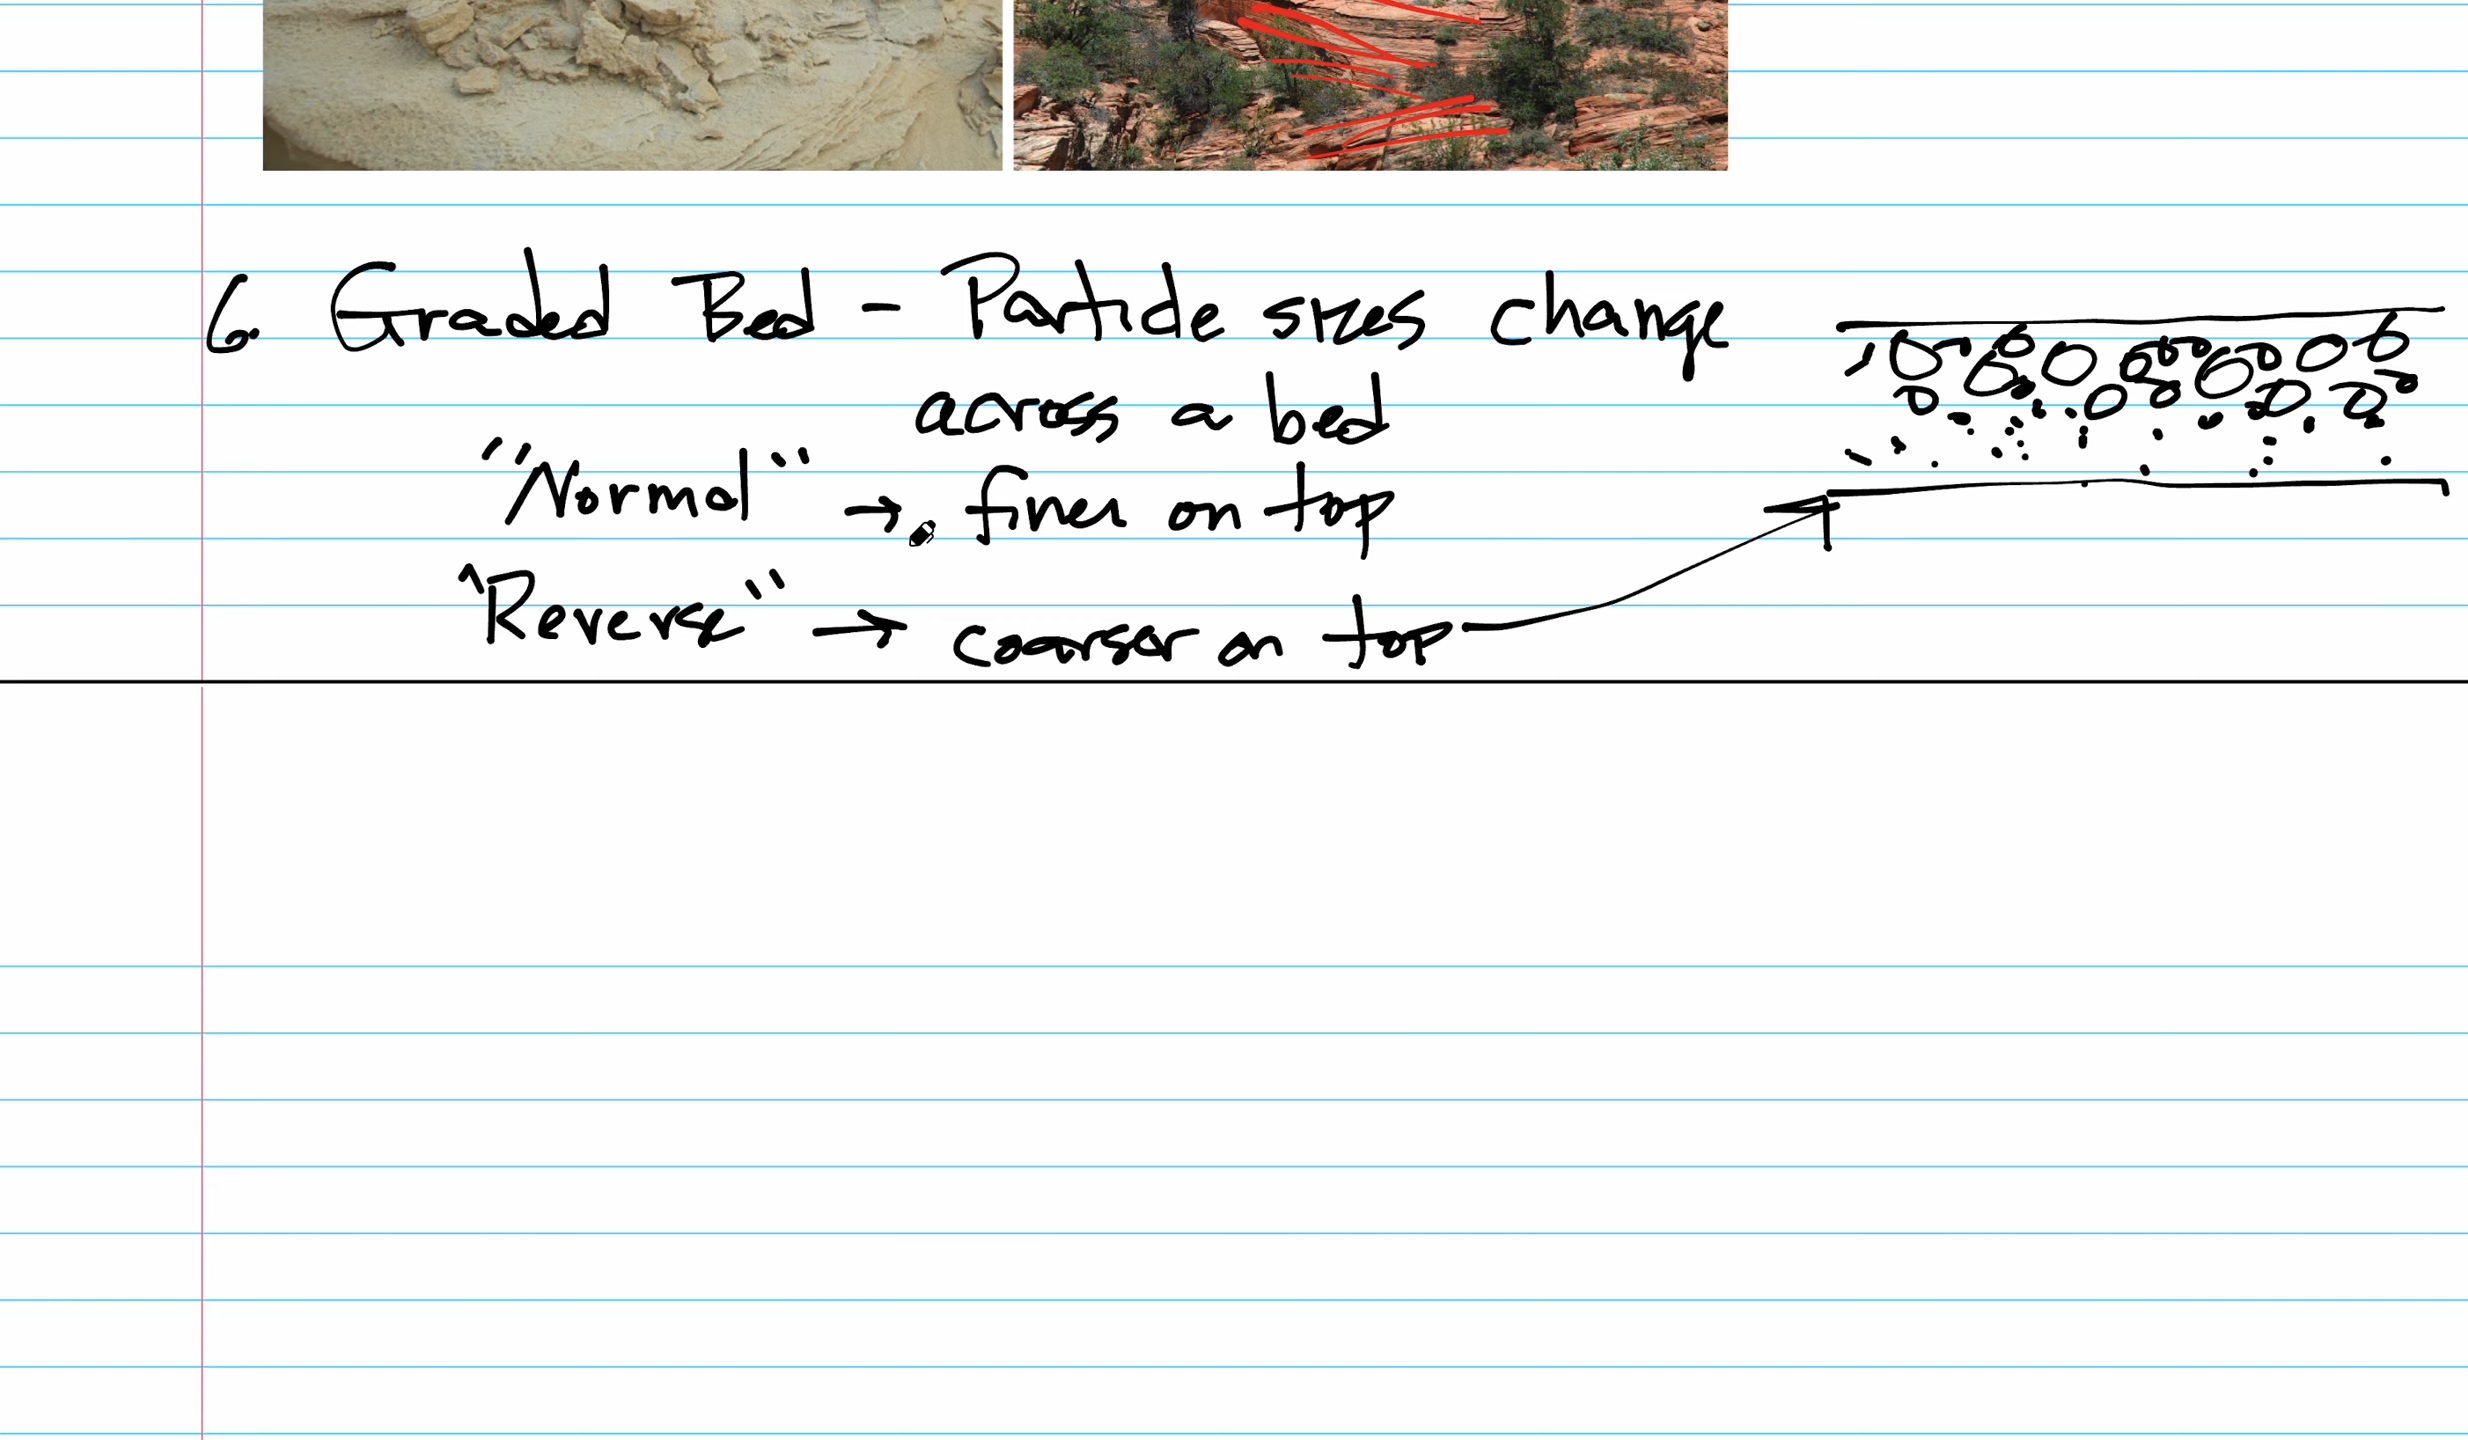 6. Graded Bed - Particle sizes change
across a bed
"Normal" → finer on top
"Reverse" → coarser on top